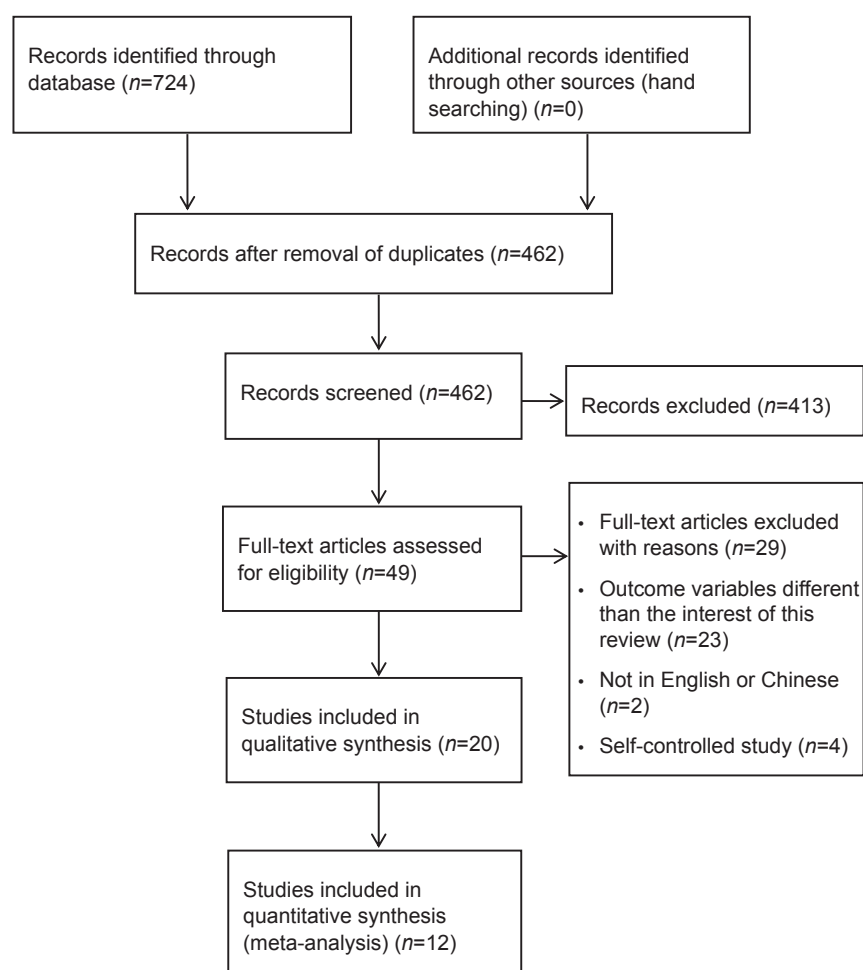 Records identified through
database (n=724)
Additional records identified
through other sources (hand
searching) (n=0)
Records after removal of duplicates (n=462)
Records screened (n=462)
Records excluded (n=413)
Full-text articles assessed
for eligibility (n=49)
• Full-text articles excluded
with reasons (n=29)
• Outcome variables different
than the interest of this
review (n=23)
• Not in English or Chinese
(n=2)
• Self-controlled study (n=4)
Studies included in
qualitative synthesis (n=20)
Studies included in
quantitative synthesis
(meta-analysis) (n=12)